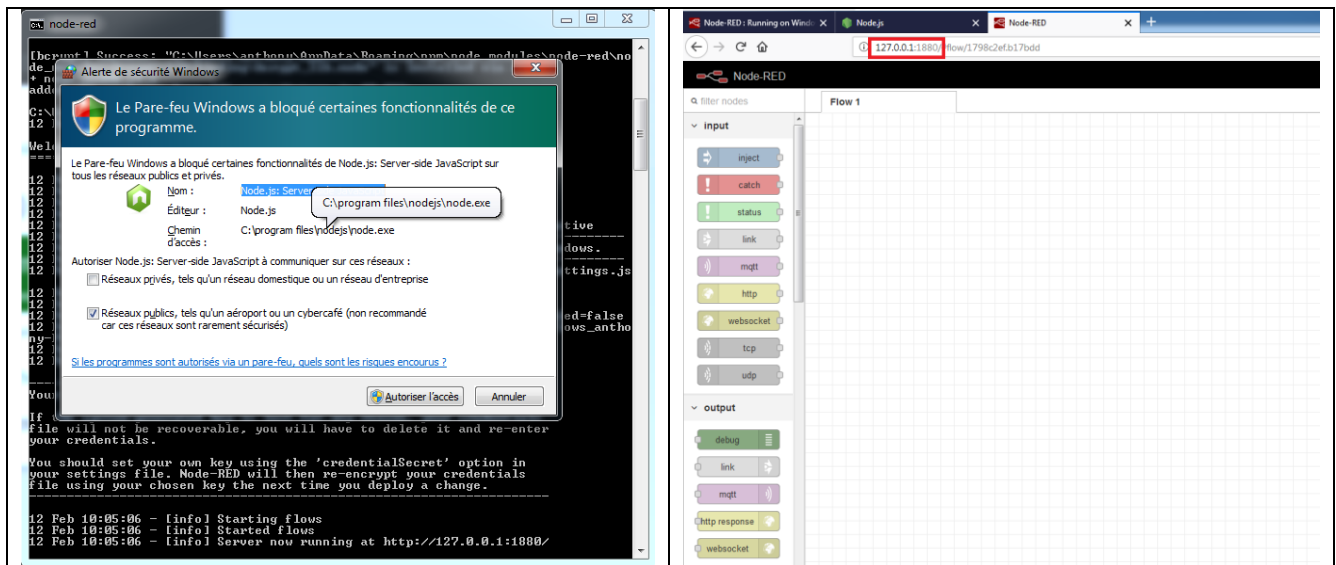 node-red
[bcrypt] Success: "C:\Users\anthony\AppData\Roaming\npm\node_modules\node-red\no
de_
Alerte de sécurité Windows
+ n
adde
Le Pare-feu Windows a bloqué certaines fonctionnalités de ce
programme.
C:\
12
Welc
====
Le Pare-feu Windows a bloqué certaines fonctionnalités de Node.js: Server-side JavaScript sur
tous les réseaux publics et privés.
Nom :
Node.js: Serve
C:\program files\nodejs\node.exe
Éditeur :
Node.js
Chemin
d'accès :
C:\program files\nodejs\node.exe
tive
dows.
ttings.js
Autoriser Node.js: Server-side JavaScript à communiquer sur ces réseaux :
Réseaux privés, tels qu'un réseau domestique ou un réseau d'entreprise
Réseaux publics, tels qu'un aéroport ou un cybercafé (non recommandé
car ces réseaux sont rarement sécurisés)
ed=false
ows_antho
ny-
Si les programmes sont autorisés via un pare-feu, quels sont les risques encourus ?
Autoriser l'accès
Annuler
You
If
file will not be recoverable, you will have to delete it and re-enter
your credentials.
You should set your own key using the 'credentialSecret' option in
your settings file. Node-RED will then re-encrypt your credentials
file using your chosen key the next time you deploy a change.
12 Feb 10:05:06 - [info] Starting flows
12 Feb 10:05:06 - [info] Started flows
12 Feb 10:05:06 - [info] Server now running at http://127.0.0.1:1880/
Node-RED : Running on Windo
Node.js
Node-RED
127.0.0.1:1880/#flow/1798c2ef.b17bdd
Node-RED
filter nodes
Flow 1
input
inject
catch
status
link
mqtt
http
websocket
tcp
udp
output
debug
link
mqtt
http response
websocket